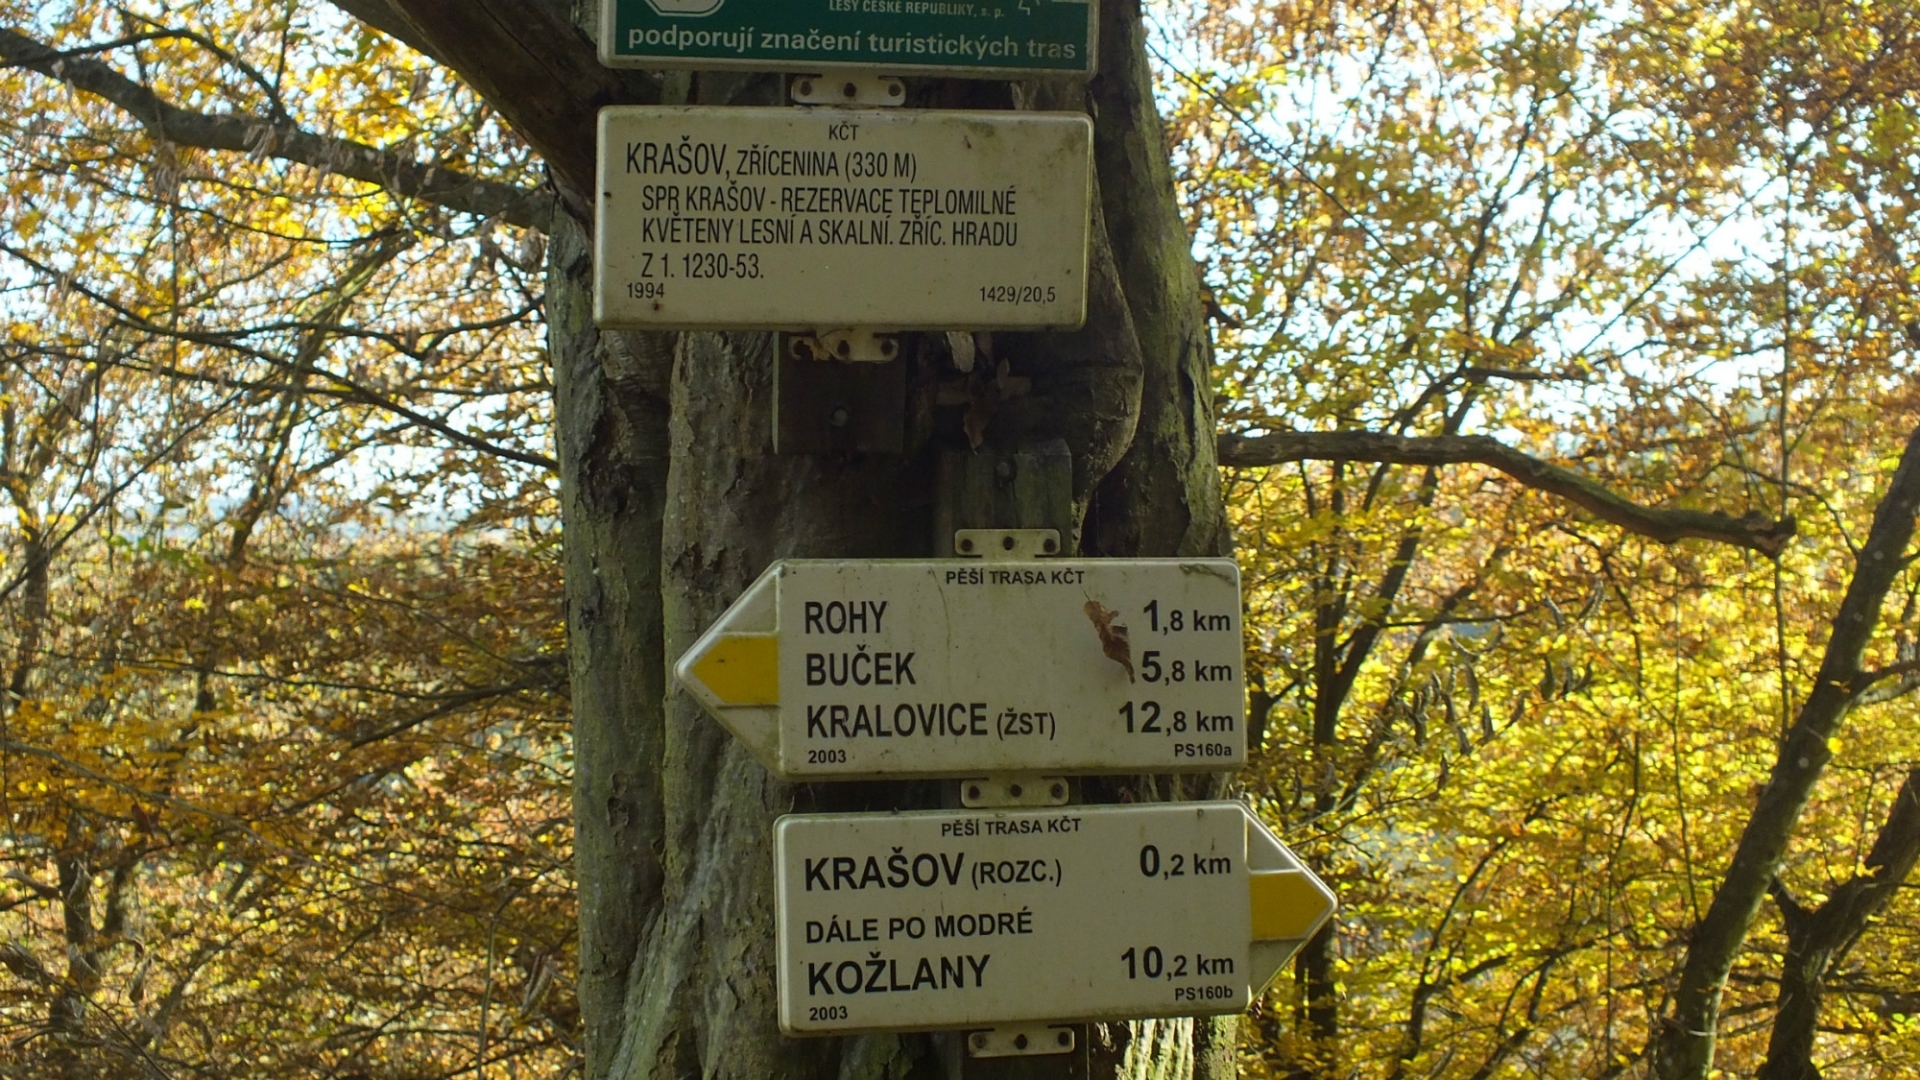 LESY ČESKÉ REPUBLIKY, s. p.
podporují značení turistických tras
KČT
KRAŠOV, ZŘÍCENINA (330 M)
SPR KRAŠOV - REZERVACE TEPLOMILNÉ
KVĚTENY LESNÍ A SKALNÍ. ZŘÍC. HRADU
Z 1. 1230-53.
1994 1429/20,5
PĚŠÍ TRASA KČT
ROHY 1,8 km
BUČEK 5,8 km
KRALOVICE (ŽST) 12,8 km
2003 PS160a
PĚŠÍ TRASA KČT
KRAŠOV (ROZC.) 0,2 km
DÁLE PO MODRÉ
KOŽLANY 10,2 km
PS160b
2003